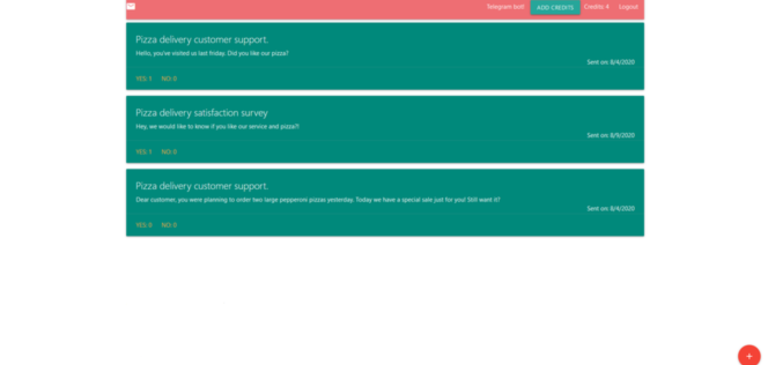 Telegram bot! ADD CREDITS Credits: 4 Logout
Pizza delivery customer support.
Hello, you've visited us last friday. Did you like our pizza?
Sent on: 8/4/2020
YES: 1 NO: 0
Pizza delivery satisfaction survey
Hey, we would like to know if you like our service and pizza?!
Sent on: 8/9/2020
YES: 1 NO: 0
Pizza delivery customer support.
Dear customer, you were planning to order two large pepperoni pizzas yesterday. Today we have a special sale just for you! Still want it?
Sent on: 8/4/2020
YES: 0 NO: 0
+